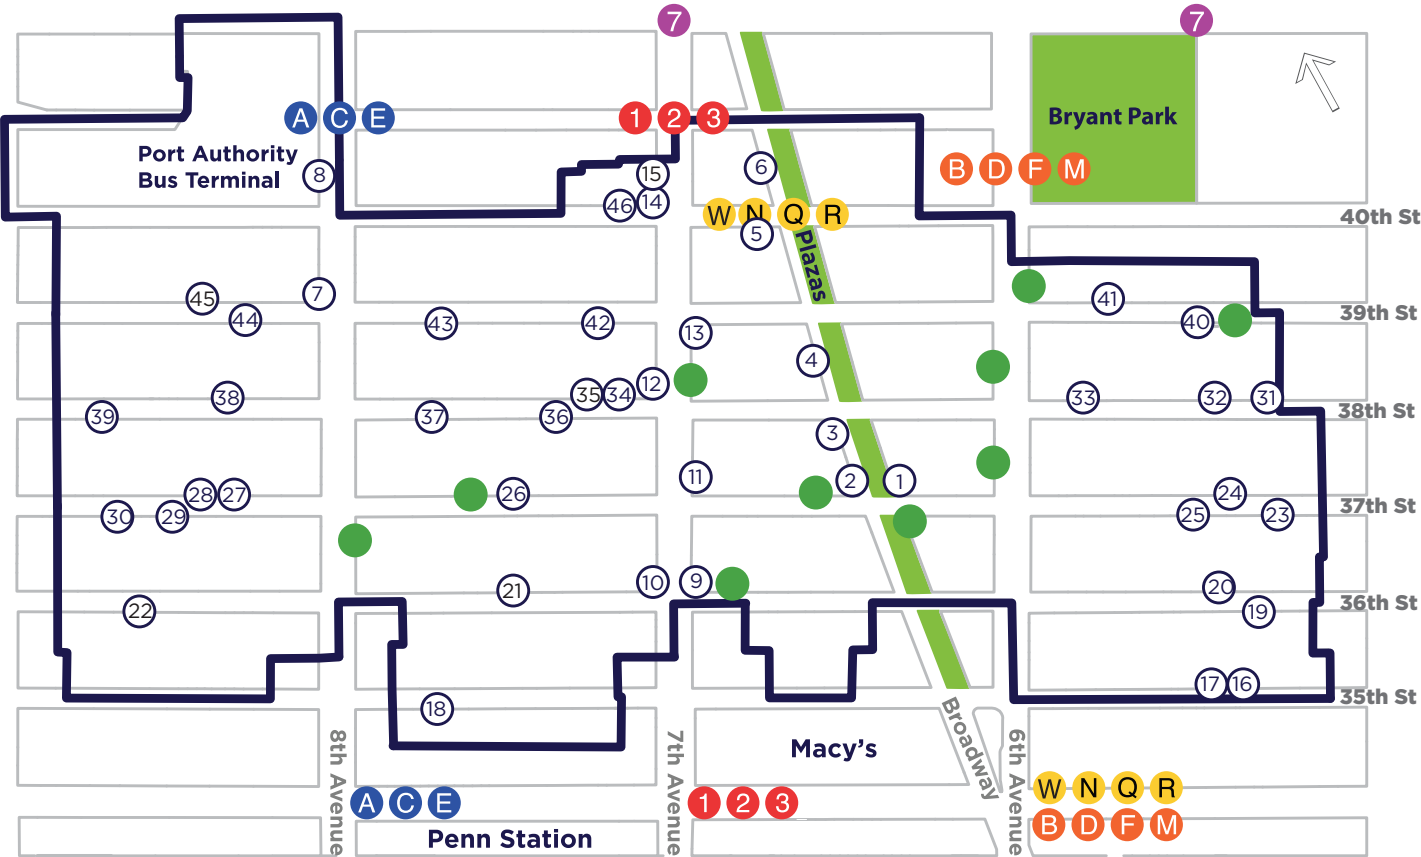 7
7
A C E
1 2 3
Bryant Park
Port Authority
Bus Terminal
8
15
6
B D F M
46
14
W N Q R
5
40th St
Plazas
45
7
44
43
42
13
41
40
39th St
4
38
12
35
34
39
37
36
33
32
31
38th St
3
11
2
1
28
27
26
30
29
24
25
23
37th St
10
9
21
22
20
19
36th St
17
16
35th St
18
8th Avenue
7th Avenue
Macy's
Broadway
6th Avenue
A C E
1 2 3
W N Q R
B D F M
Penn Station